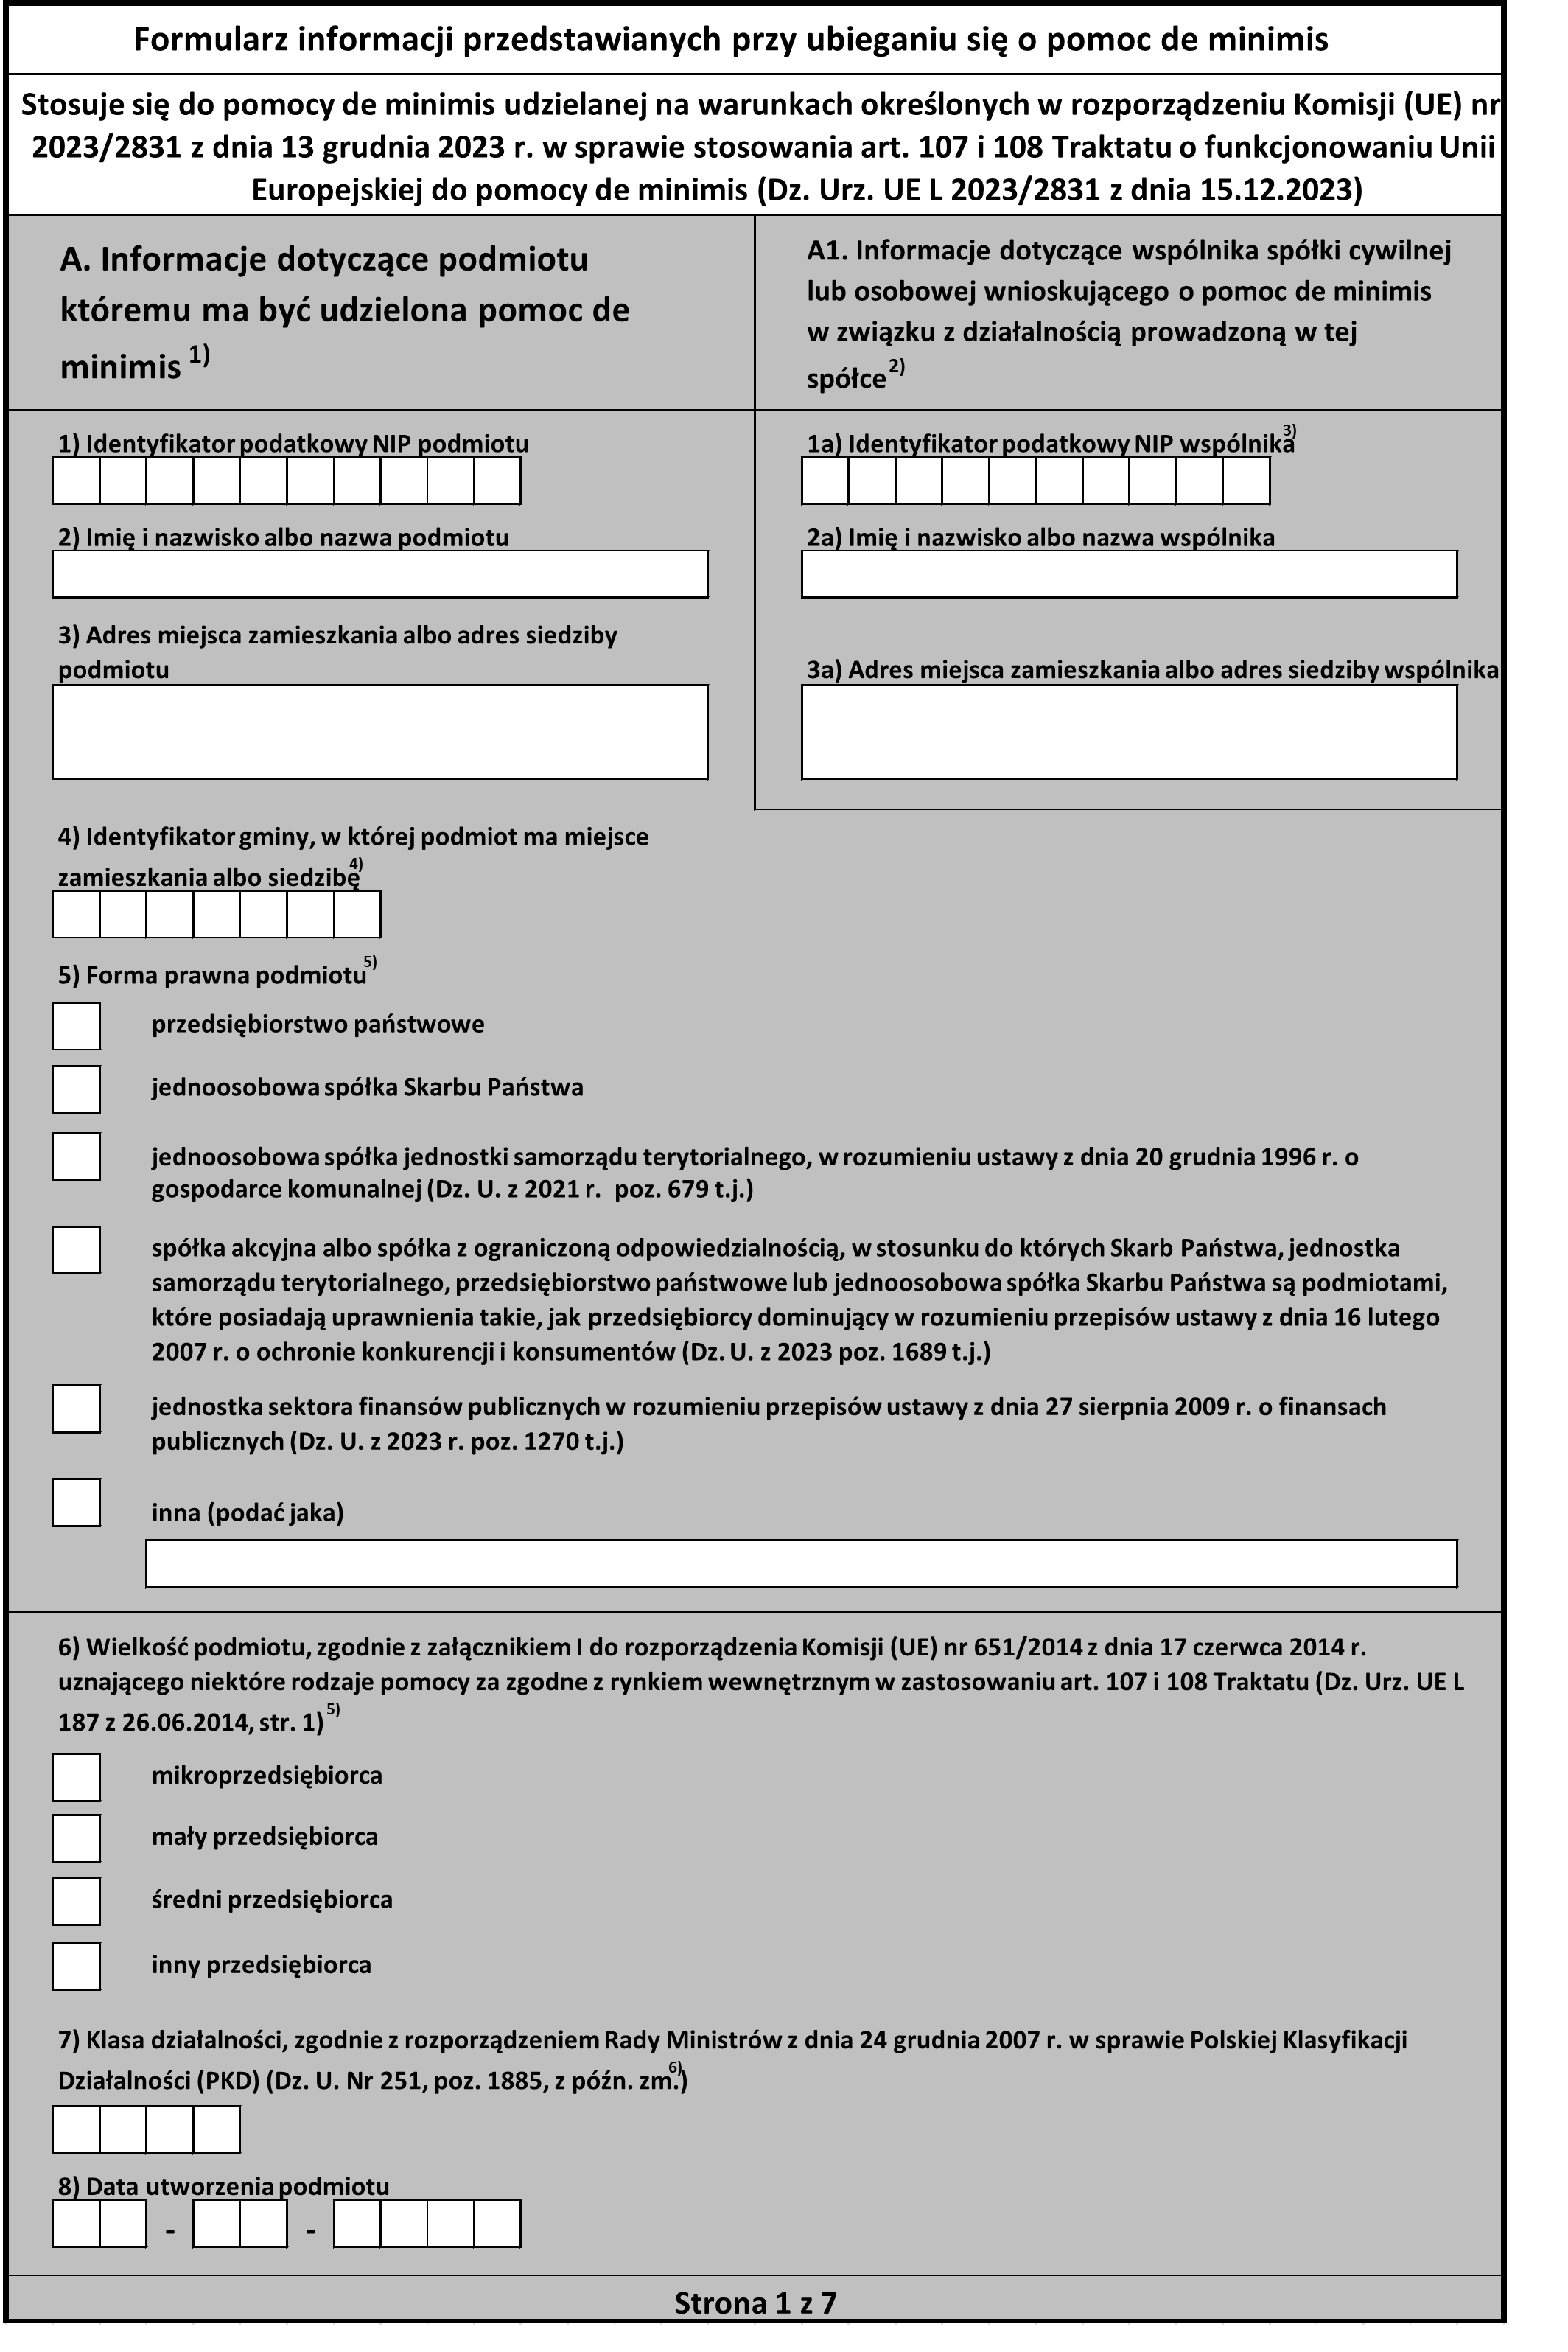 Formularz informacji przedstawianych przy ubieganiu się o pomoc de minimis
Stosuje się do pomocy de minimis udzielanej na warunkach określonych w rozporządzeniu Komisji (UE) nr
2023/2831 z dnia 13 grudnia 2023 r. w sprawie stosowania art. 107 i 108 Traktatu o funkcjonowaniu Unii
Europejskiej do pomocy de minimis (Dz. Urz. UE L 2023/2831 z dnia 15.12.2023)
A. Informacje dotyczące podmiotu
któremu ma być udzielona pomoc de
minimis 1)
A1. Informacje dotyczące wspólnika spółki cywilnej
lub osobowej wnioskującego o pomoc de minimis
w związku z działalnością prowadzoną w tej
spółce 2)
1) Identyfikator podatkowy NIP podmiotu
1a) Identyfikator podatkowy NIP wspólnika 3)
2) Imię i nazwisko albo nazwa podmiotu
2a) Imię i nazwisko albo nazwa wspólnika
3) Adres miejsca zamieszkania albo adres siedziby
podmiotu
3a) Adres miejsca zamieszkania albo adres siedziby wspólnika
4) Identyfikator gminy, w której podmiot ma miejsce
zamieszkania albo siedzibę 4)
5) Forma prawna podmiotu 5)
przedsiębiorstwo państwowe
jednoosobowa spółka Skarbu Państwa
jednoosobowa spółka jednostki samorządu terytorialnego, w rozumieniu ustawy z dnia 20 grudnia 1996 r. o
gospodarce komunalnej (Dz. U. z 2021 r. poz. 679 t.j.)
spółka akcyjna albo spółka z ograniczoną odpowiedzialnością, w stosunku do których Skarb Państwa, jednostka
samorządu terytorialnego, przedsiębiorstwo państwowe lub jednoosobowa spółka Skarbu Państwa są podmiotami,
które posiadają uprawnienia takie, jak przedsiębiorcy dominujący w rozumieniu przepisów ustawy z dnia 16 lutego
2007 r. o ochronie konkurencji i konsumentów (Dz. U. z 2023 poz. 1689 t.j.)
jednostka sektora finansów publicznych w rozumieniu przepisów ustawy z dnia 27 sierpnia 2009 r. o finansach
publicznych (Dz. U. z 2023 r. poz. 1270 t.j.)
inna (podać jaka)
6) Wielkość podmiotu, zgodnie z załącznikiem I do rozporządzenia Komisji (UE) nr 651/2014 z dnia 17 czerwca 2014 r.
uznającego niektóre rodzaje pomocy za zgodne z rynkiem wewnętrznym w zastosowaniu art. 107 i 108 Traktatu (Dz. Urz. UE L
187 z 26.06.2014, str. 1) 5)
mikroprzedsiębiorca
mały przedsiębiorca
średni przedsiębiorca
inny przedsiębiorca
7) Klasa działalności, zgodnie z rozporządzeniem Rady Ministrów z dnia 24 grudnia 2007 r. w sprawie Polskiej Klasyfikacji
Działalności (PKD) (Dz. U. Nr 251, poz. 1885, z późn. zm.) 6)
8) Data utworzenia podmiotu
- -
Strona 1 z 7